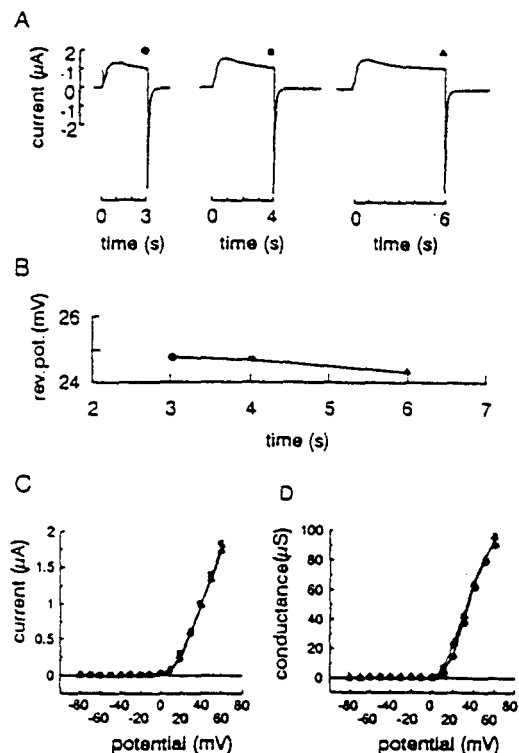 A
current (µA)
2
1
0
-1
-2
0 3
0 4
0 6
time (s)
time (s)
time (s)
B
rev.pot.(mV)
26
24
2 3 4 5 6 7
time (s)
C
D
current (µA)
2
1.5
1
0.5
0
-80 -40 0 40 80
-60 -20 20 60
potential (mV)
conductance(µS)
100
80
60
40
20
0
-80 -40 0 40 80
-60 -20 20 60
potential (mV)